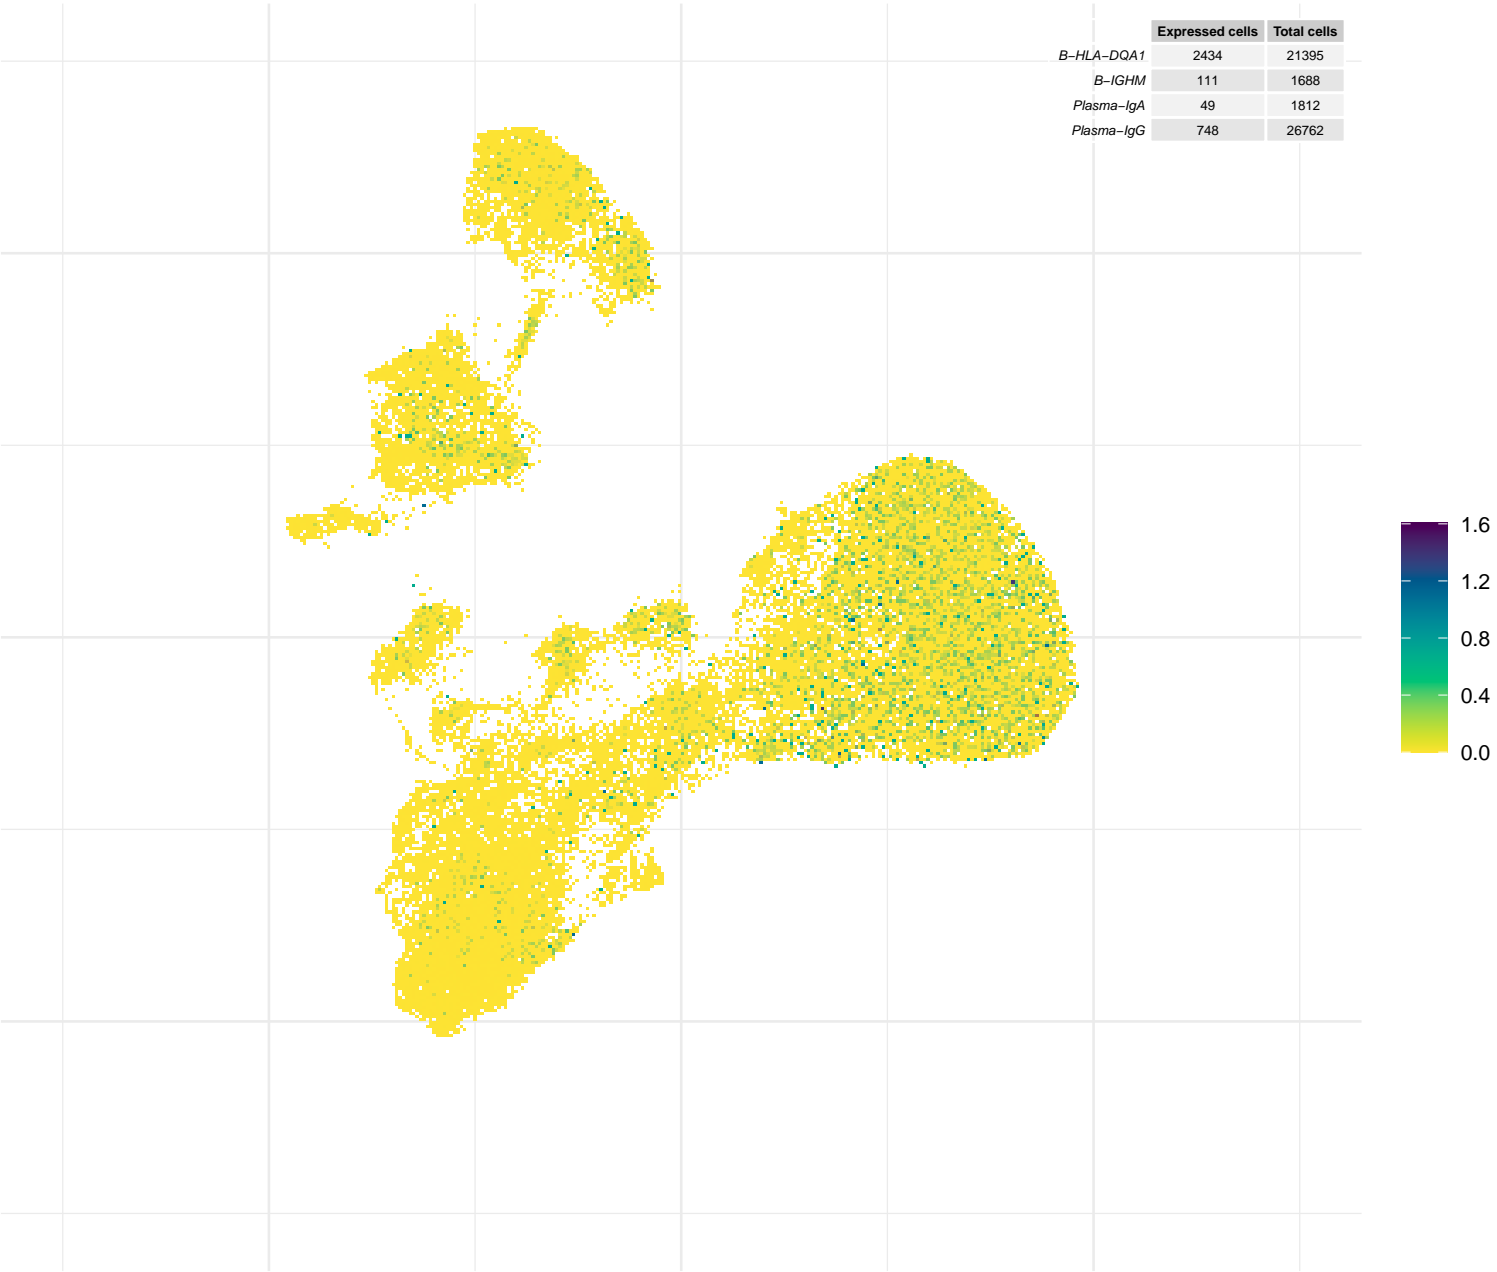 Expressed cells Total cells
B−HLA−DQA1 2434 21395
B−IGHM 111 1688
Plasma−IgA 49 1812
Plasma−IgG 748 26762
1.6
1.2
0.8
0.4
0.0